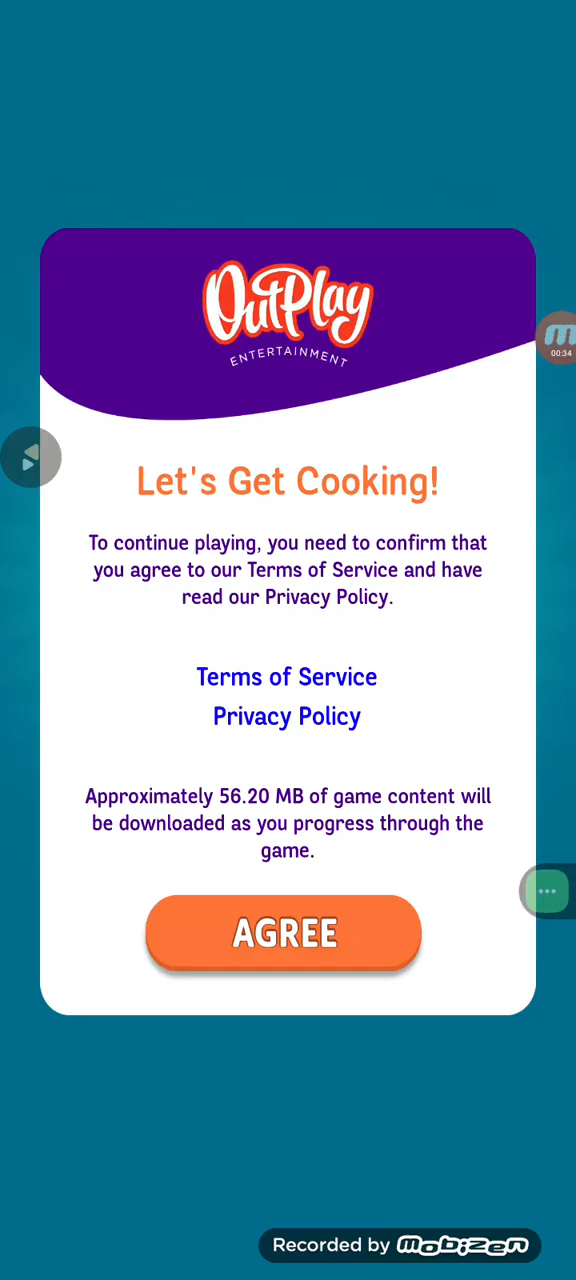 OutPlay
ENTERTAINMENT
00:34
Let's Get Cooking!
To continue playing, you need to confirm that
you agree to our Terms of Service and have
read our Privacy Policy.
Terms of Service
Privacy Policy
Approximately 56.20 MB of game content will
be downloaded as you progress through the
game.
AGREE
Recorded by mobizen